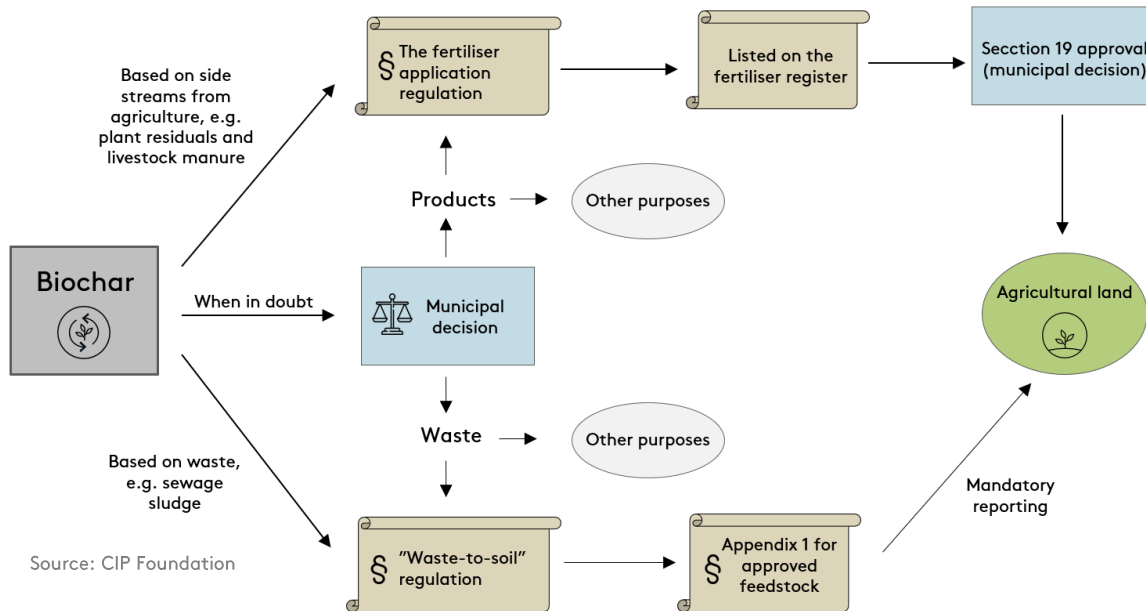 Based on side
streams from
agriculture, e.g.
plant residuals and
livestock manure
§ The fertiliser
application
regulation
Listed on the
fertiliser register
Secction 19 approval
(municipal decision)
Products
Other purposes
Biochar
When in doubt
Municipal
decision
Agricultural land
Waste
Other purposes
Based on waste,
e.g. sewage
sludge
Mandatory
reporting
§ ”Waste-to-soil”
regulation
§ Appendix 1 for
approved
feedstock
Source: CIP Foundation